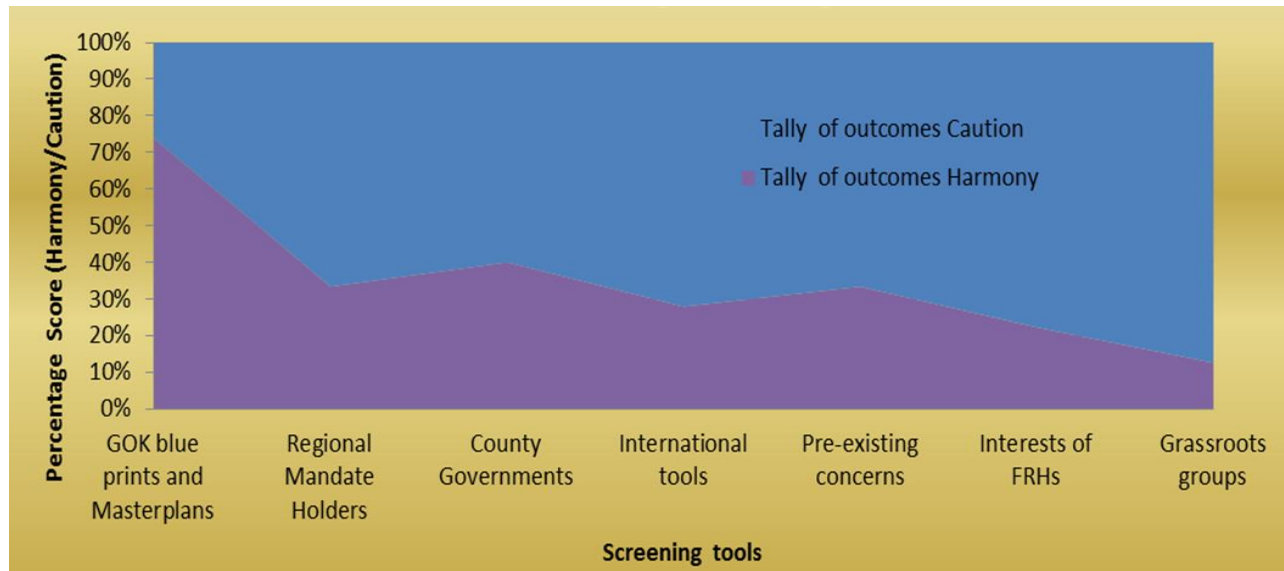 Percentage Score (Harmony/Caution)
100%
90%
80%
70%
60%
50%
40%
30%
20%
10%
0%
Tally of outcomes Caution
Tally of outcomes Harmony
GOK blue
prints and
Masterplans
Regional
Mandate
Holders
County
Governments
International
tools
Pre-existing
concerns
Interests of
FRHs
Grassroots
groups
Screening tools